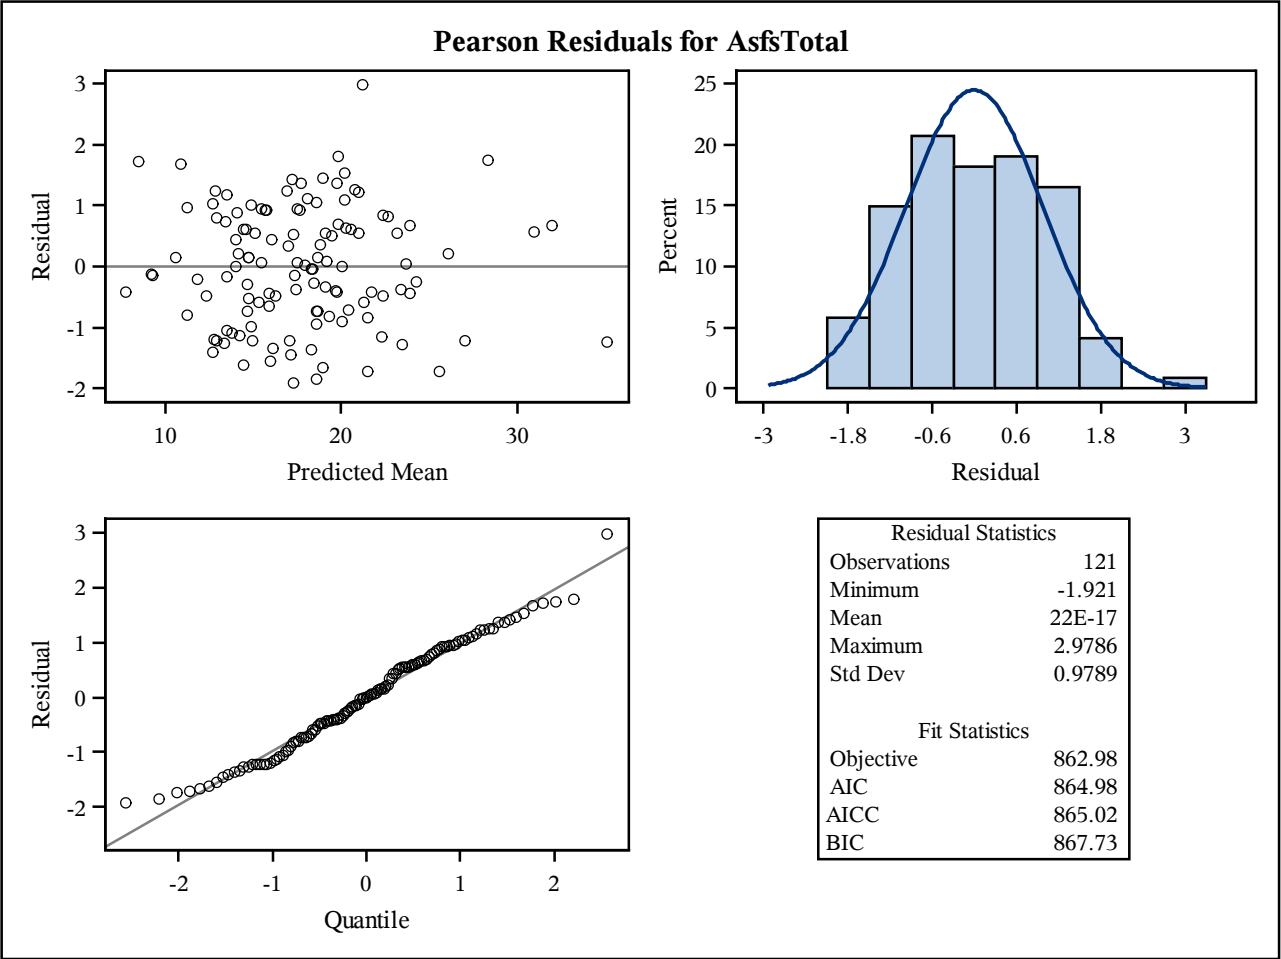 Pearson Residuals for AsfsTotal
3
2
1
0
-1
-2
Residual
10
20
30
Predicted Mean
25
20
15
10
5
0
Percent
-3
-1.8
-0.6
0.6
1.8
3
Residual
3
2
1
0
-1
-2
Residual
-2
-1
0
1
2
Quantile
Residual Statistics
Observations 121
Minimum -1.921
Mean 22E-17
Maximum 2.9786
Std Dev 0.9789
Fit Statistics
Objective 862.98
AIC 864.98
AICC 865.02
BIC 867.73